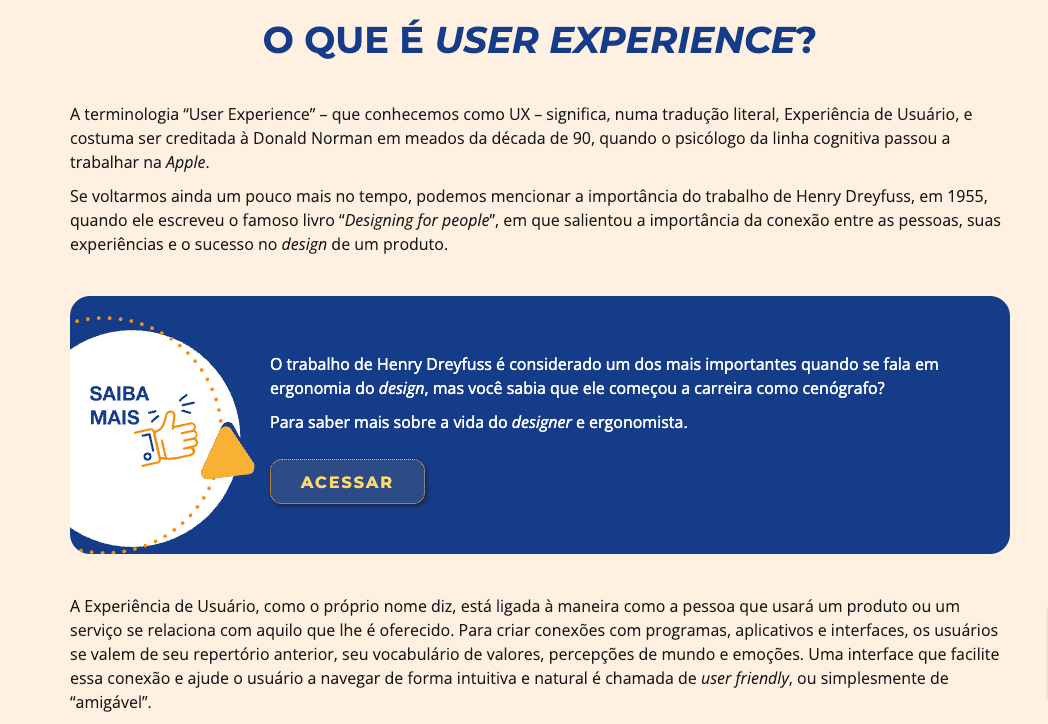 O QUE É USER EXPERIENCE?
A terminologia “User Experience” – que conhecemos como UX – significa, numa tradução literal, Experiência de Usuário, e
costuma ser creditada à Donald Norman em meados da década de 90, quando o psicólogo da linha cognitiva passou a
trabalhar na Apple.
Se voltarmos ainda um pouco mais no tempo, podemos mencionar a importância do trabalho de Henry Dreyfuss, em 1955,
quando ele escreveu o famoso livro “Designing for people”, em que salientou a importância da conexão entre as pessoas, suas
experiências e o sucesso no design de um produto.
SAIBA
MAIS
O trabalho de Henry Dreyfuss é considerado um dos mais importantes quando se fala em
ergonomia do design, mas você sabia que ele começou a carreira como cenógrafo?
Para saber mais sobre a vida do designer e ergonomista.
ACESSAR
A Experiência de Usuário, como o próprio nome diz, está ligada à maneira como a pessoa que usará um produto ou um
serviço se relaciona com aquilo que lhe é oferecido. Para criar conexões com programas, aplicativos e interfaces, os usuários
se valem de seu repertório anterior, seu vocabulário de valores, percepções de mundo e emoções. Uma interface que facilite
essa conexão e ajude o usuário a navegar de forma intuitiva e natural é chamada de user friendly, ou simplesmente de
“amigável”.